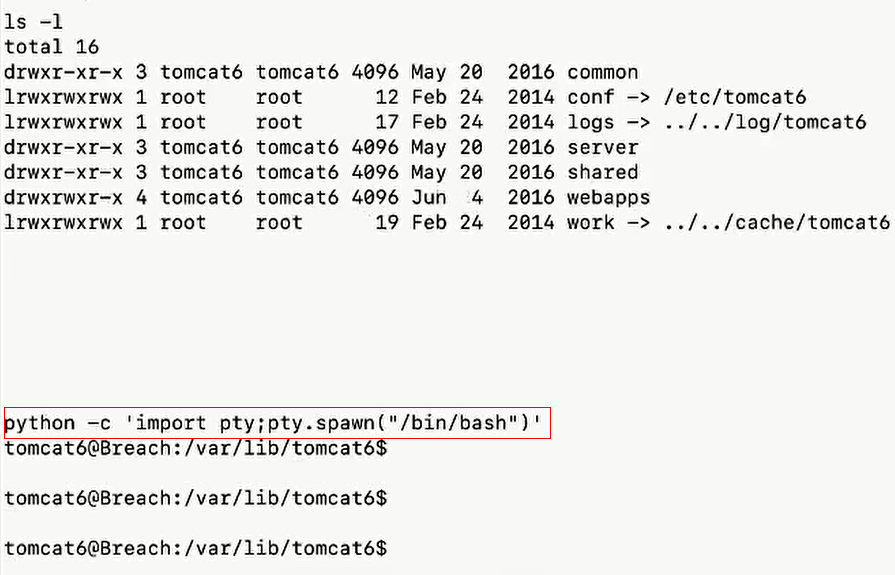 ls -l
total 16
drwxr-xr-x 3 tomcat6 tomcat6 4096 May 20  2016 common
lrwxrwxrwx 1 root    root      12 Feb 24  2014 conf -> /etc/tomcat6
lrwxrwxrwx 1 root    root      17 Feb 24  2014 logs -> ../../log/tomcat6
drwxr-xr-x 3 tomcat6 tomcat6 4096 May 20  2016 server
drwxr-xr-x 3 tomcat6 tomcat6 4096 May 20  2016 shared
drwxrwxr-x 4 tomcat6 tomcat6 4096 Jun  4  2016 webapps
lrwxrwxrwx 1 root    root      19 Feb 24  2014 work -> ../../cache/tomcat6
python -c 'import pty;pty.spawn("/bin/bash")'
tomcat6@Breach:/var/lib/tomcat6$
tomcat6@Breach:/var/lib/tomcat6$
tomcat6@Breach:/var/lib/tomcat6$